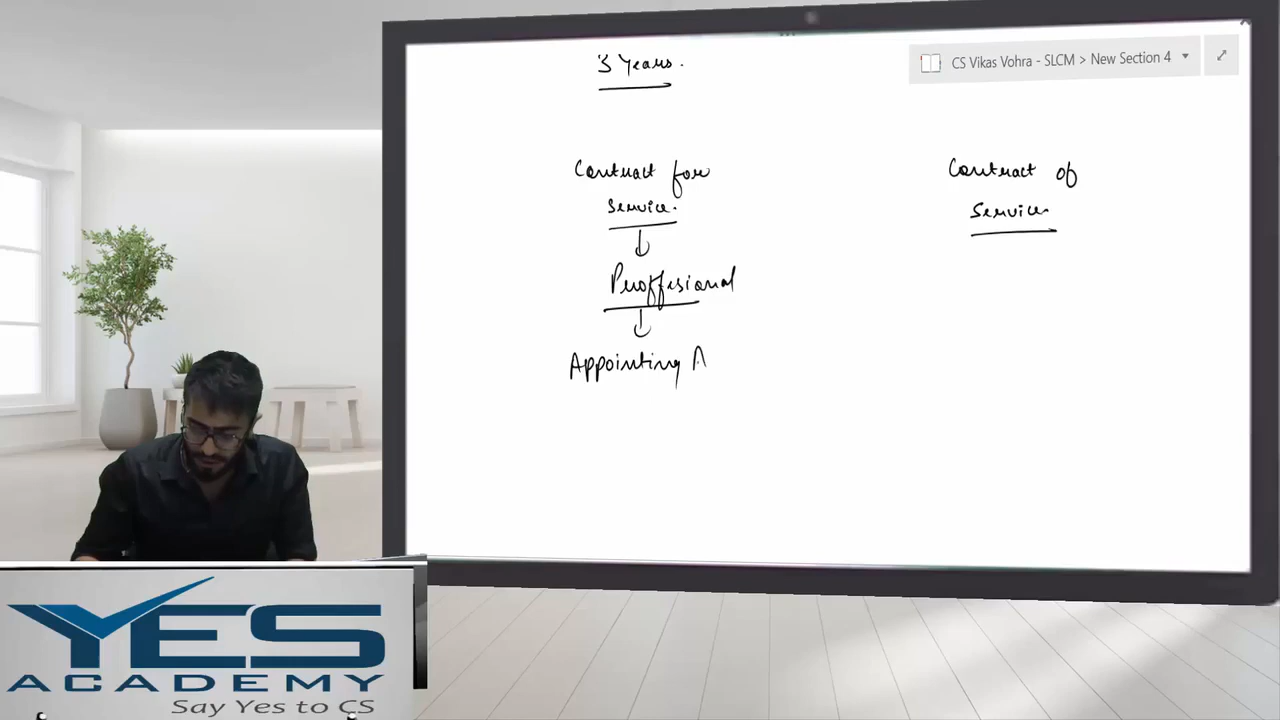 3 Years.
CS Vikas Vohra - SLCM > New Section 4
Contract for
Service.
Contract of
Service.
Proffesional
Appointing A
YES
ACADEMY
Say Yes to CS